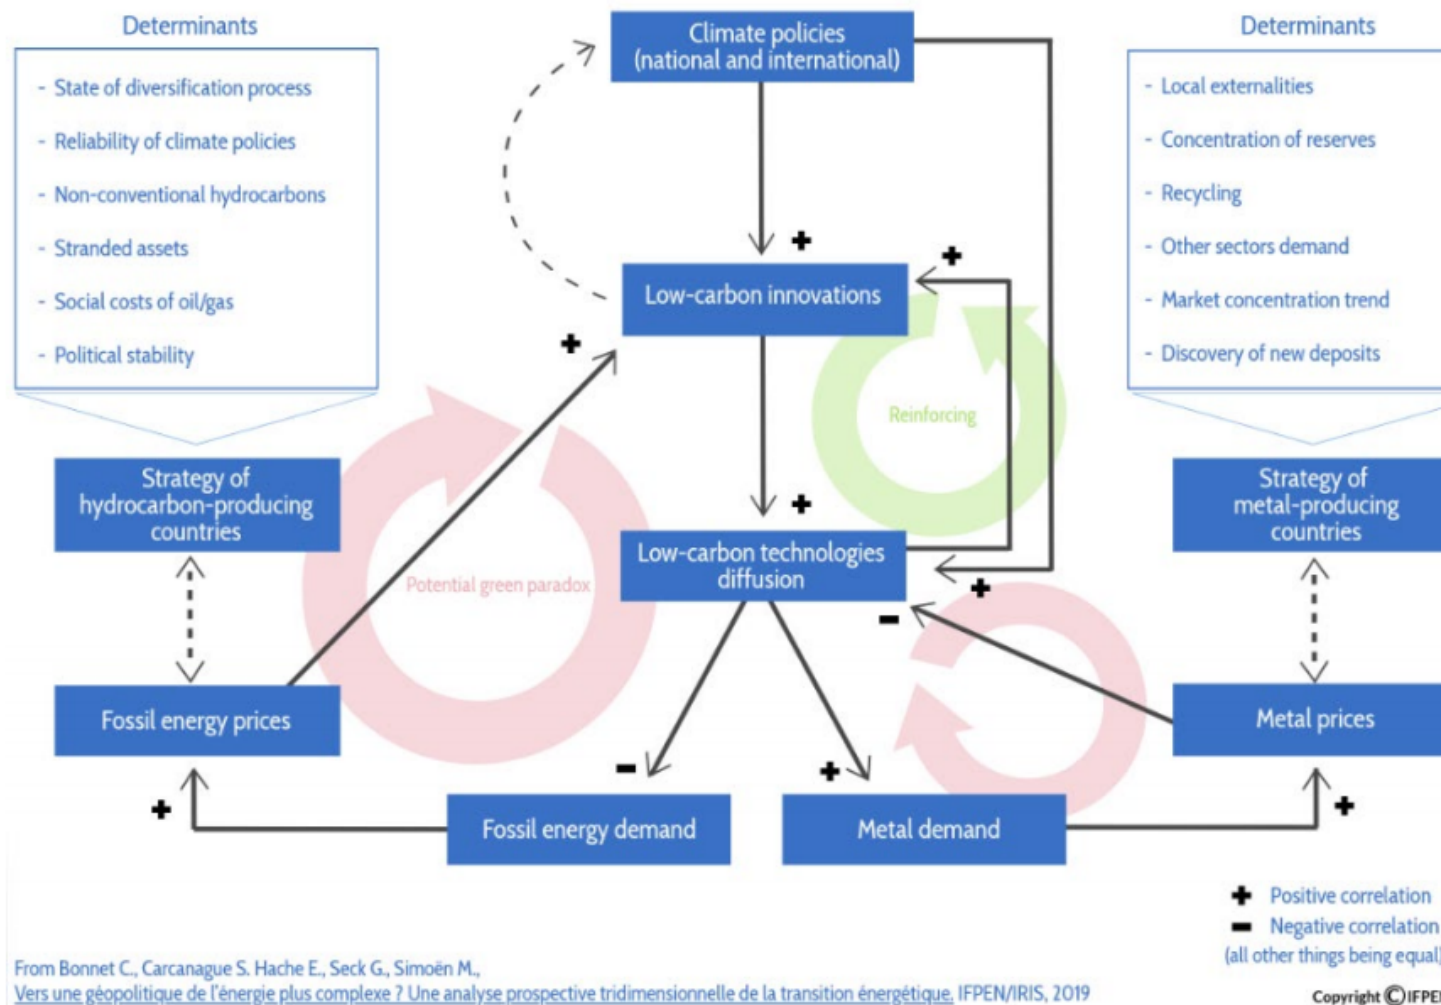 Determinants
- State of diversification process
- Reliability of climate policies
- Non-conventional hydrocarbons
- Stranded assets
- Social costs of oil/gas
- Political stability
Climate policies
(national and international)
Determinants
- Local externalities
- Concentration of reserves
- Recycling
- Other sectors demand
- Market concentration trend
- Discovery of new deposits
+
+
Low-carbon innovations
+
Reinforcing
Strategy of
hydrocarbon-producing
countries
Strategy of
metal-producing
countries
+
Low-carbon technologies
diffusion
Potential green paradox
+
-
Fossil energy prices
Metal prices
-
+
+
+
Fossil energy demand
Metal demand
+ Positive correlation
- Negative correlation
(all other things being equal)
From Bonnet C., Carcanague S. Hache E., Seck G., Simoën M.,
Vers une géopolitique de l'énergie plus complexe ? Une analyse prospective tridimensionnelle de la transition énergétique. IFPEN/IRIS, 2019
Copyright © IFPE